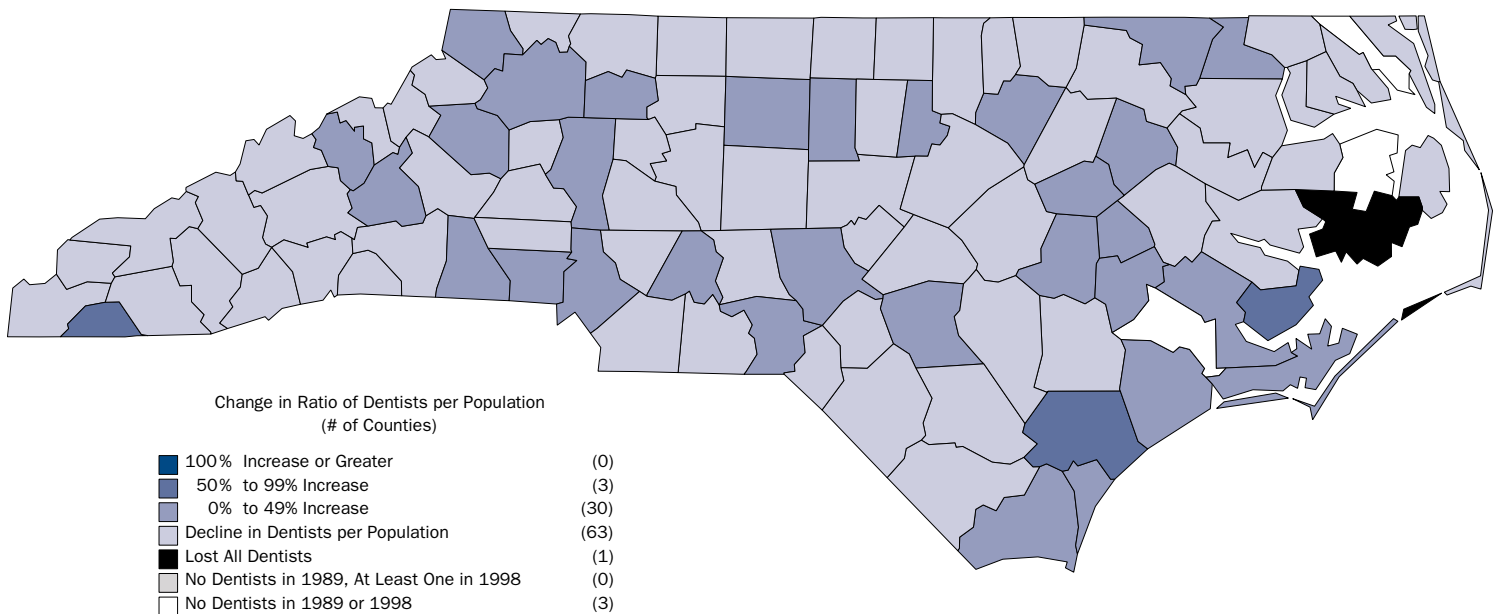 Change in Ratio of Dentists per Population
(# of Counties)
100% Increase or Greater (0)
50% to 99% Increase (3)
0% to 49% Increase (30)
Decline in Dentists per Population (63)
Lost All Dentists (1)
No Dentists in 1989, At Least One in 1998 (0)
No Dentists in 1989 or 1998 (3)